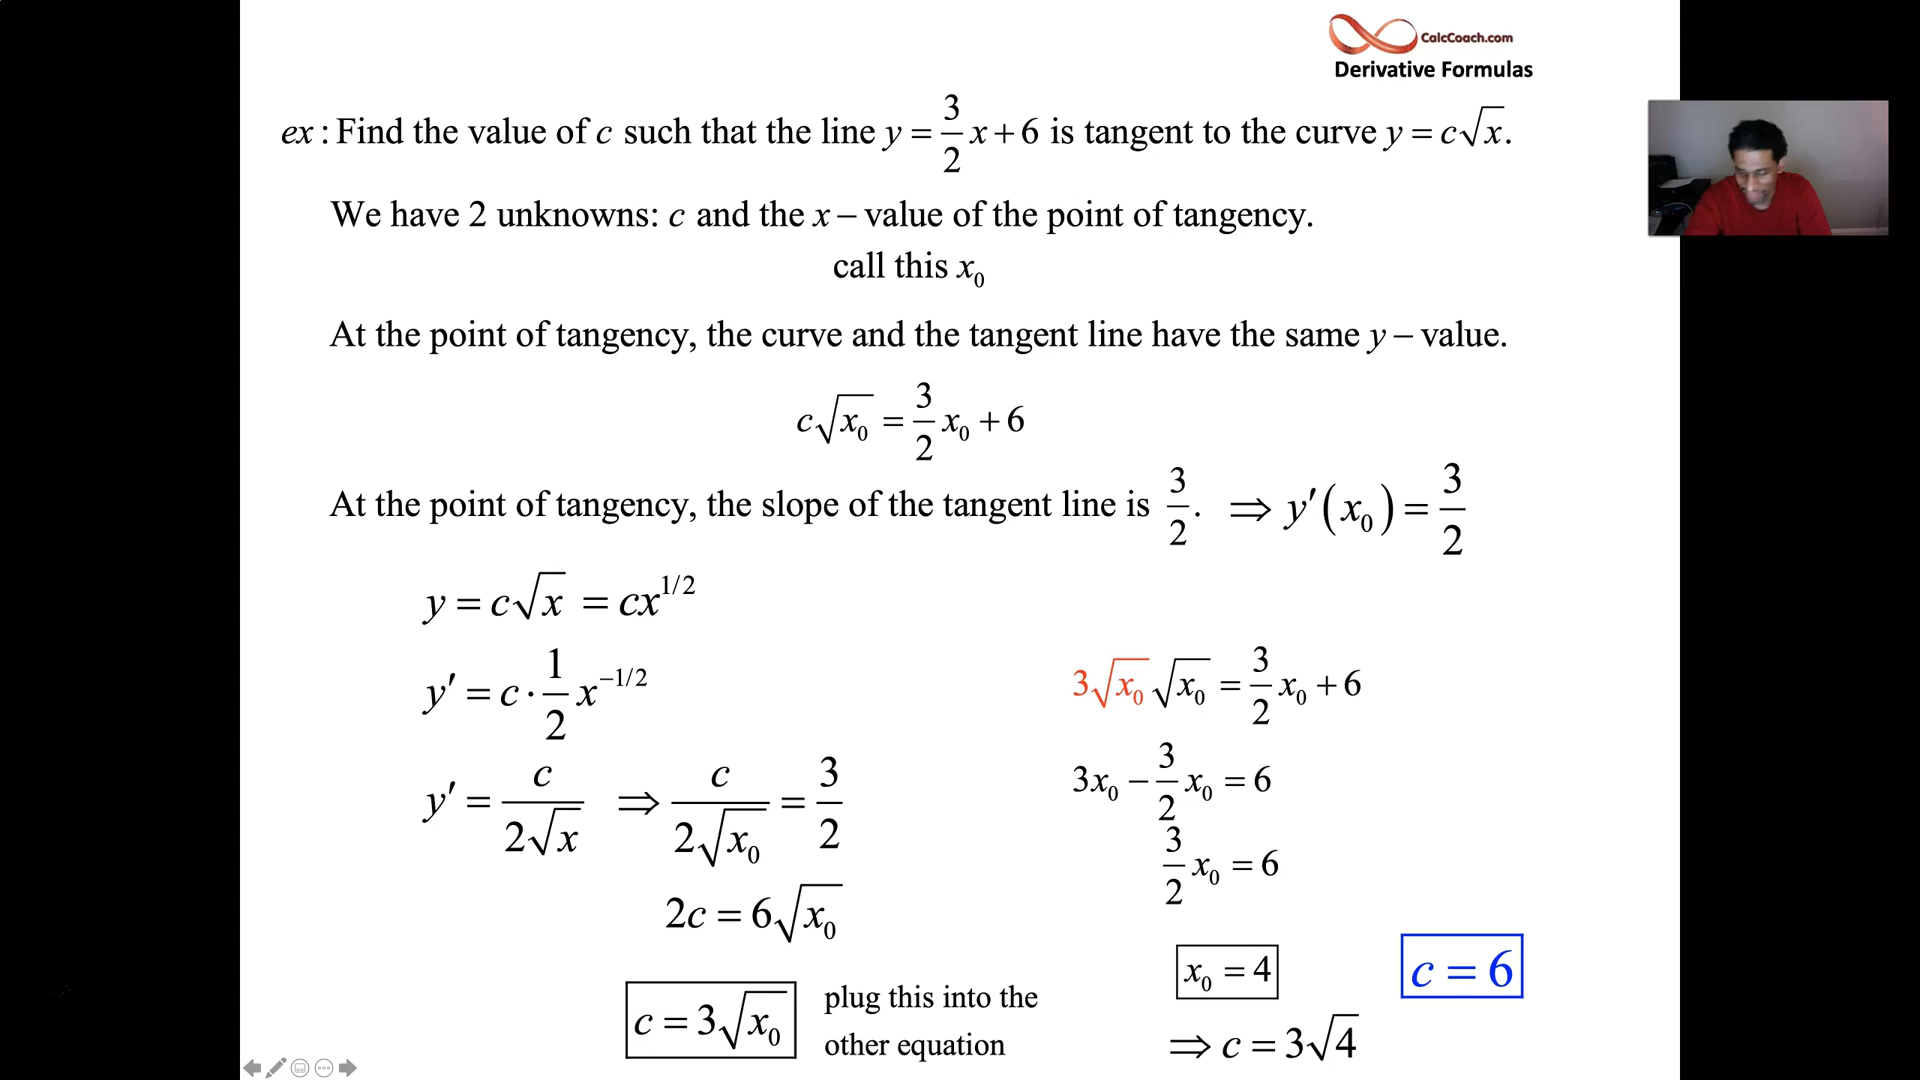 CalcCoach.com
Derivative Formulas
ex : Find the value of c such that the line y = 3/2 x + 6 is tangent to the curve y = c√x.
We have 2 unknowns: c and the x – value of the point of tangency.
call this x₀
At the point of tangency, the curve and the tangent line have the same y – value.
c√x₀ = 3/2 x₀ + 6
At the point of tangency, the slope of the tangent line is 3/2. ⇒ y′(x₀) = 3/2
y = c√x = cx^1/2
y′ = c · 1/2 x^−1/2
y′ = c/2√x ⇒ c/2√x₀ = 3/2
2c = 6√x₀
c = 3√x₀
plug this into the
other equation
3√x₀ √x₀ = 3/2 x₀ + 6
3x₀ − 3/2 x₀ = 6
3/2 x₀ = 6
x₀ = 4
⇒ c = 3√4
c = 6